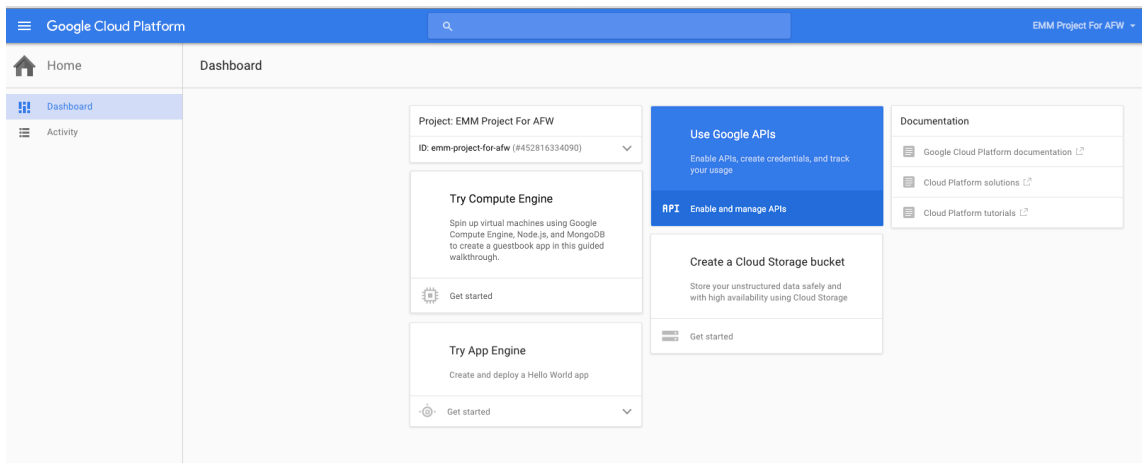 Google Cloud Platform
EMM Project For AFW
Home
Dashboard
Dashboard
Activity
Project: EMM Project For AFW
ID: emm-project-for-afw (#452816334090)
Try Compute Engine
Spin up virtual machines using Google
Compute Engine, Node.js, and MongoDB
to create a guestbook app in this guided
walkthrough.
Get started
Try App Engine
Create and deploy a Hello World app
Get started
Use Google APIs
Enable APIs, create credentials, and track
your usage
API Enable and manage APIs
Create a Cloud Storage bucket
Store your unstructured data safely and
with high availability using Cloud Storage
Get started
Documentation
Google Cloud Platform documentation
Cloud Platform solutions
Cloud Platform tutorials